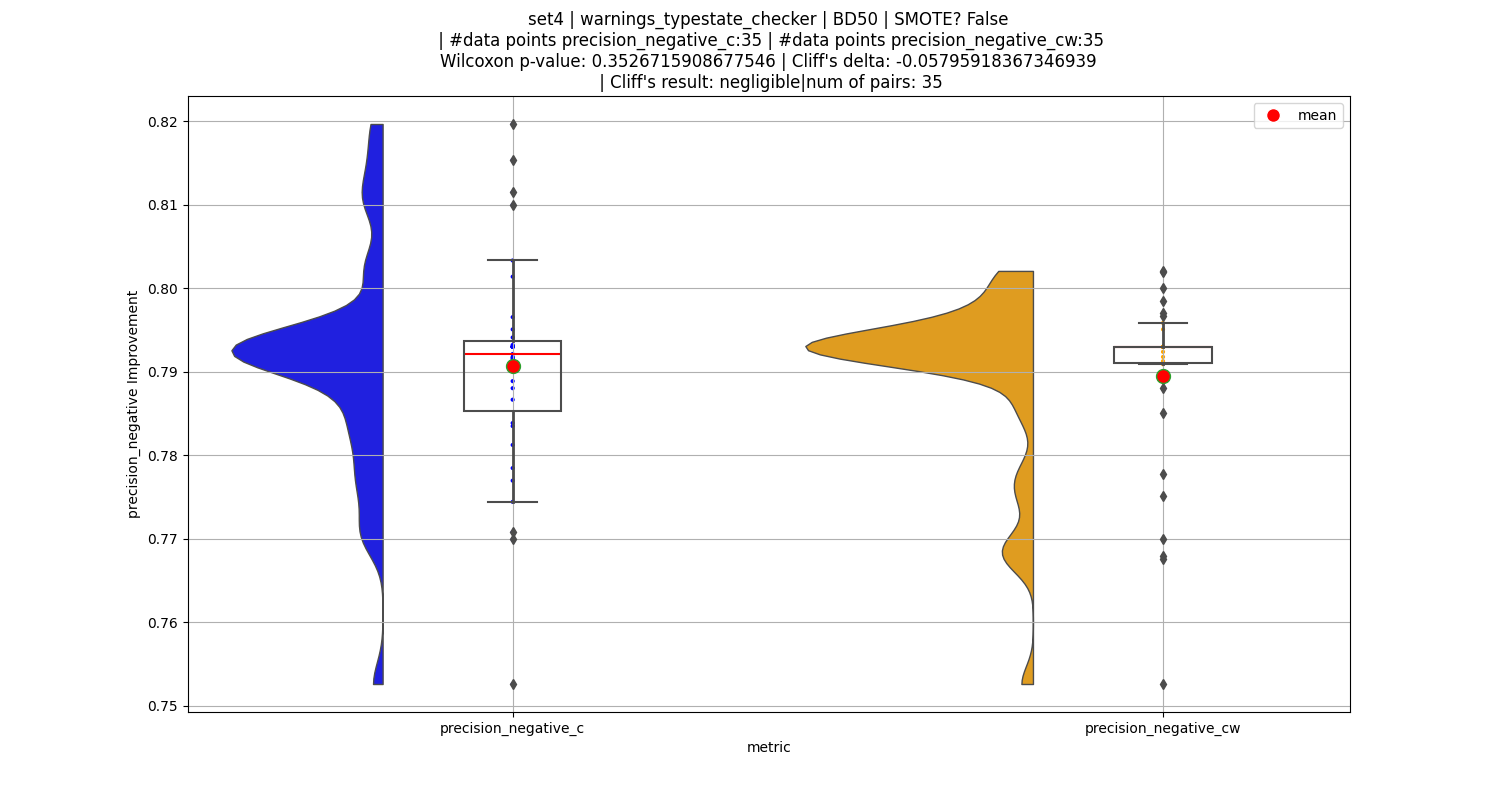 set4 | warnings_typestate_checker | BD50 | SMOTE? False
| #data points precision_negative_c:35 | #data points precision_negative_cw:35
Wilcoxon p-value: 0.3526715908677546 | Cliff's delta: -0.05795918367346939
| Cliff's result: negligible|num of pairs: 35
mean
0.82
0.81
0.80
0.79
0.78
0.77
0.76
0.75
precision_negative Improvement
precision_negative_c
precision_negative_cw
metric